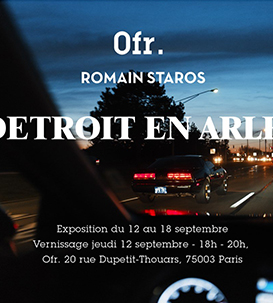 Ofr.
ROMAIN STAROS
DETROIT EN ARLE
Exposition du 12 au 18 septembre
Vernissage jeudi 12 septembre - 18h - 20h,
Ofr. 20 rue Dupetit-Thouars, 75003 Paris